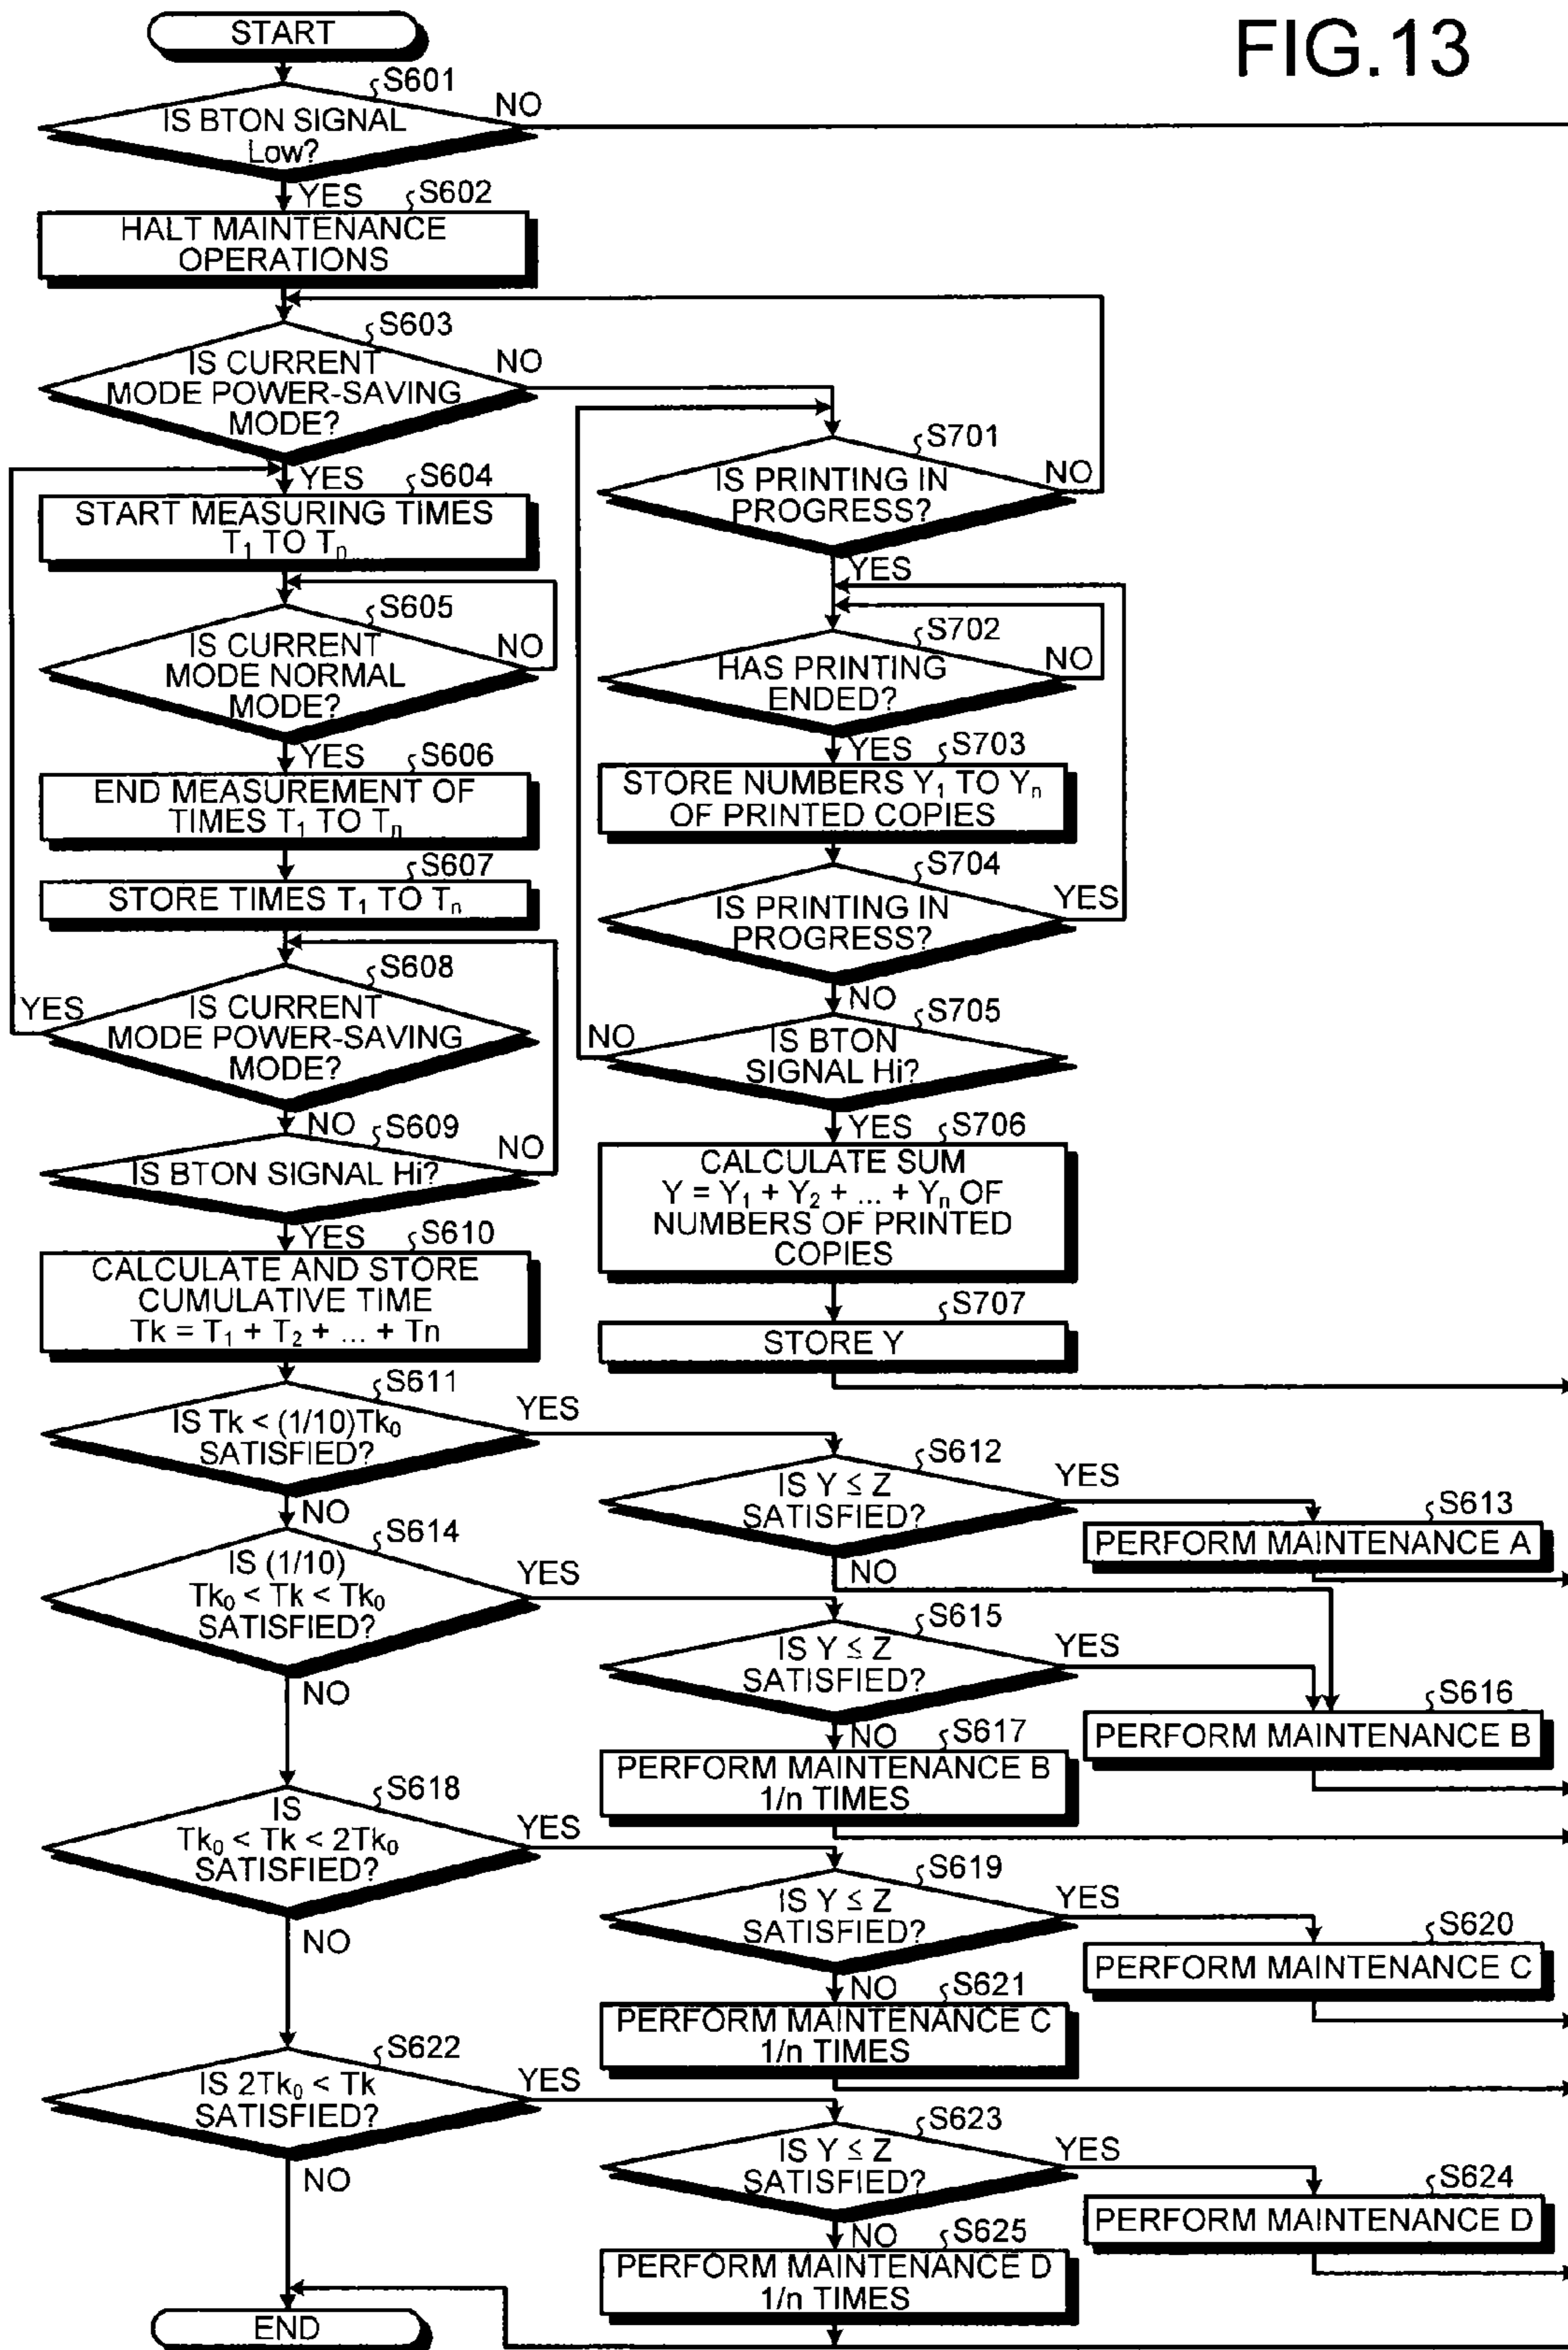 FIG.13
START
S601
IS BTON SIGNAL
Low?
NO
YES
S602
HALT MAINTENANCE
OPERATIONS
S603
IS CURRENT
MODE POWER-SAVING
MODE?
NO
YES
S604
START MEASURING TIMES
T1 TO Tn
S605
IS CURRENT
MODE NORMAL
MODE?
NO
YES
S606
END MEASUREMENT OF
TIMES T1 TO Tn
S607
STORE TIMES T1 TO Tn
S608
YES
IS CURRENT
MODE POWER-SAVING
MODE?
NO
S609
IS BTON SIGNAL Hi?
NO
YES
S610
CALCULATE AND STORE
CUMULATIVE TIME
Tk = T1 + T2 + ... + Tn
S701
IS PRINTING IN
PROGRESS?
NO
YES
S702
HAS PRINTING
ENDED?
NO
YES
S703
STORE NUMBERS Y1 TO Yn
OF PRINTED COPIES
S704
IS PRINTING IN
PROGRESS?
YES
NO
S705
NO
IS BTON
SIGNAL Hi?
YES
S706
CALCULATE SUM
Y = Y1 + Y2 + ... + Yn OF
NUMBERS OF PRINTED
COPIES
S707
STORE Y
S611
IS Tk < (1/10)Tk0
SATISFIED?
YES
NO
S612
IS Y ≤ Z
SATISFIED?
YES
NO
S613
PERFORM MAINTENANCE A
S614
IS (1/10)
Tk0 < Tk < Tk0
SATISFIED?
YES
NO
S615
IS Y ≤ Z
SATISFIED?
YES
NO
S616
PERFORM MAINTENANCE B
S617
PERFORM MAINTENANCE B
1/n TIMES
S618
IS
Tk0 < Tk < 2Tk0
SATISFIED?
YES
NO
S619
IS Y ≤ Z
SATISFIED?
YES
NO
S620
PERFORM MAINTENANCE C
S621
PERFORM MAINTENANCE C
1/n TIMES
S622
IS 2Tk0 < Tk
SATISFIED?
YES
NO
S623
IS Y ≤ Z
SATISFIED?
YES
NO
S624
PERFORM MAINTENANCE D
S625
PERFORM MAINTENANCE D
1/n TIMES
END